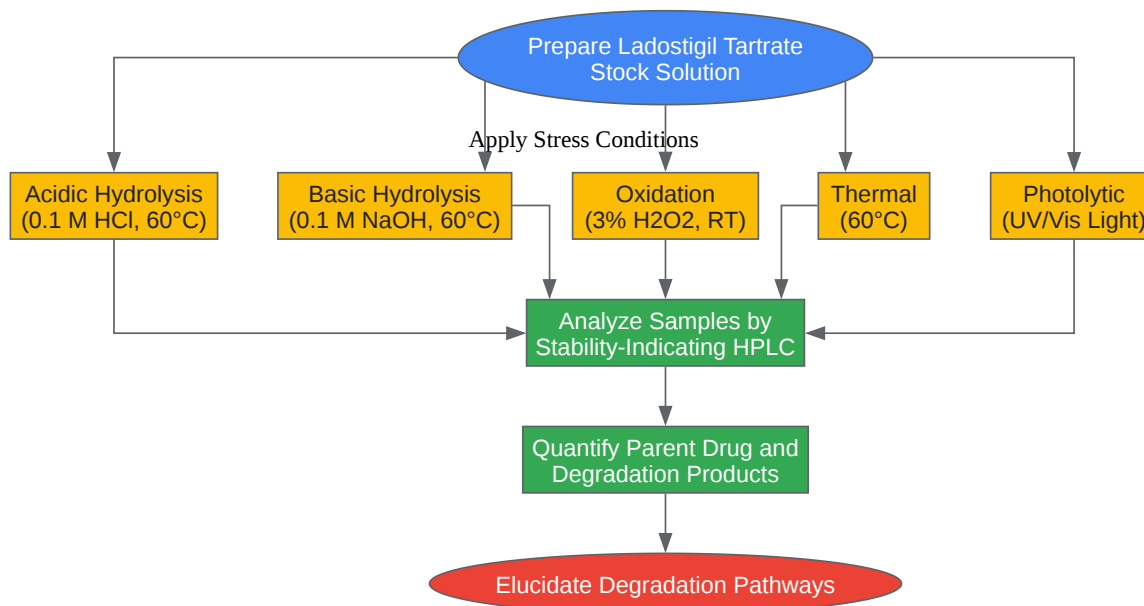 Prepare Ladostigil Tartrate
Stock Solution
Apply Stress Conditions
Acidic Hydrolysis
(0.1 M HCl, 60°C)
Basic Hydrolysis
(0.1 M NaOH, 60°C)
Oxidation
(3% H2O2, RT)
Thermal
(60°C)
Photolytic
(UV/Vis Light)
Analyze Samples by
Stability-Indicating HPLC
Quantify Parent Drug and
Degradation Products
Elucidate Degradation Pathways